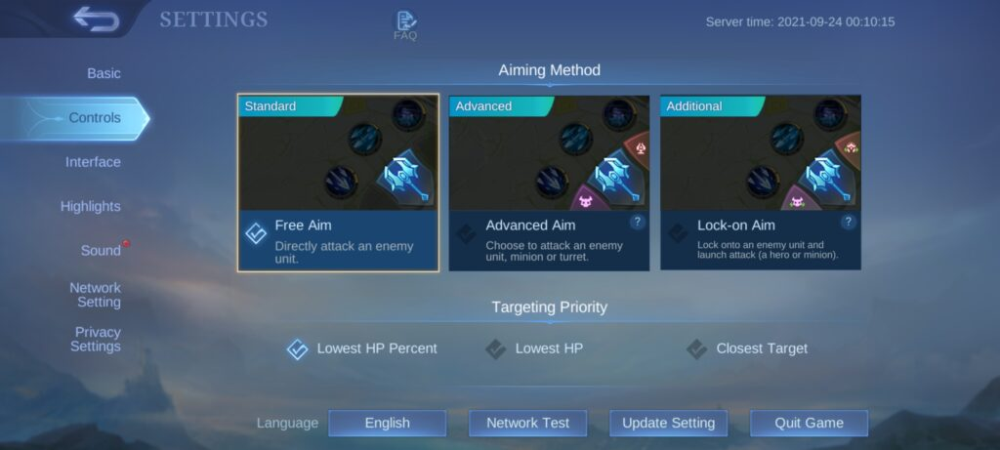 SETTINGS
FAQ
Server time: 2021-09-24 00:10:15
Basic
Controls
Interface
Highlights
Sound
Network
Setting
Privacy
Settings
Aiming Method
Standard
Free Aim
Directly attack an enemy
unit.
Advanced
Advanced Aim
?
Choose to attack an enemy
unit, minion or turret.
Additional
Lock-on Aim
?
Lock onto an enemy unit and
launch attack (a hero or minion).
Targeting Priority
Lowest HP Percent
Lowest HP
Closest Target
Language
English
Network Test
Update Setting
Quit Game